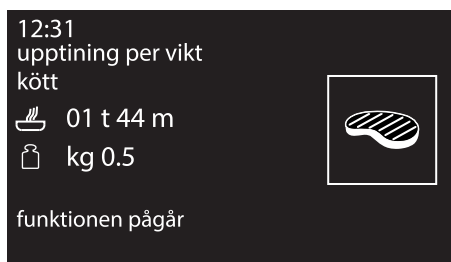 12:31
upptining per vikt
kött
01 t 44 m
kg 0.5
funktionen pågår